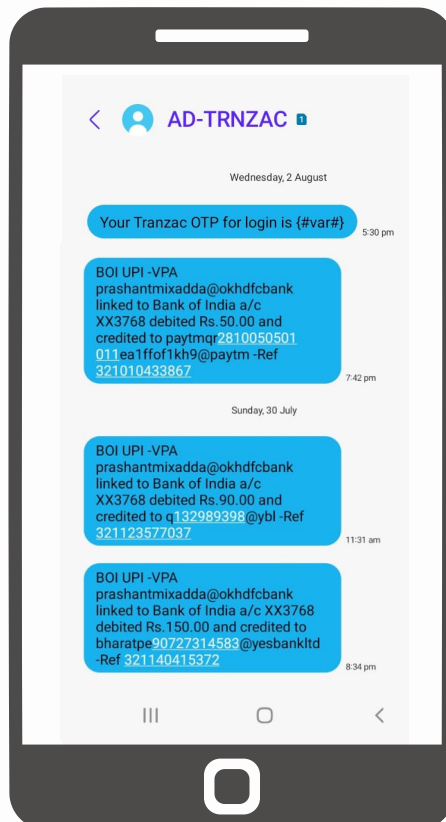 AD-TRNZAC 1
Wednesday, 2 August
Your Tranzac OTP for login is {#var#}
5:30 pm
BOI UPI -VPA
prashantmixadda@okhdfcbank
linked to Bank of India a/c
XX3768 debited Rs.50.00 and
credited to paytmqr2810050501
011ea1ffof1kh9@paytm -Ref
321010433867
7:42 pm
Sunday, 30 July
BOI UPI -VPA
prashantmixadda@okhdfcbank
linked to Bank of India a/c
XX3768 debited Rs.90.00 and
credited to q132989398@ybl -Ref
321123577037
11:31 am
BOI UPI -VPA
prashantmixadda@okhdfcbank
linked to Bank of India a/c XX3768
debited Rs.150.00 and credited to
bharatpe90727314583@yesbankltd
-Ref 321140415372
8:34 pm